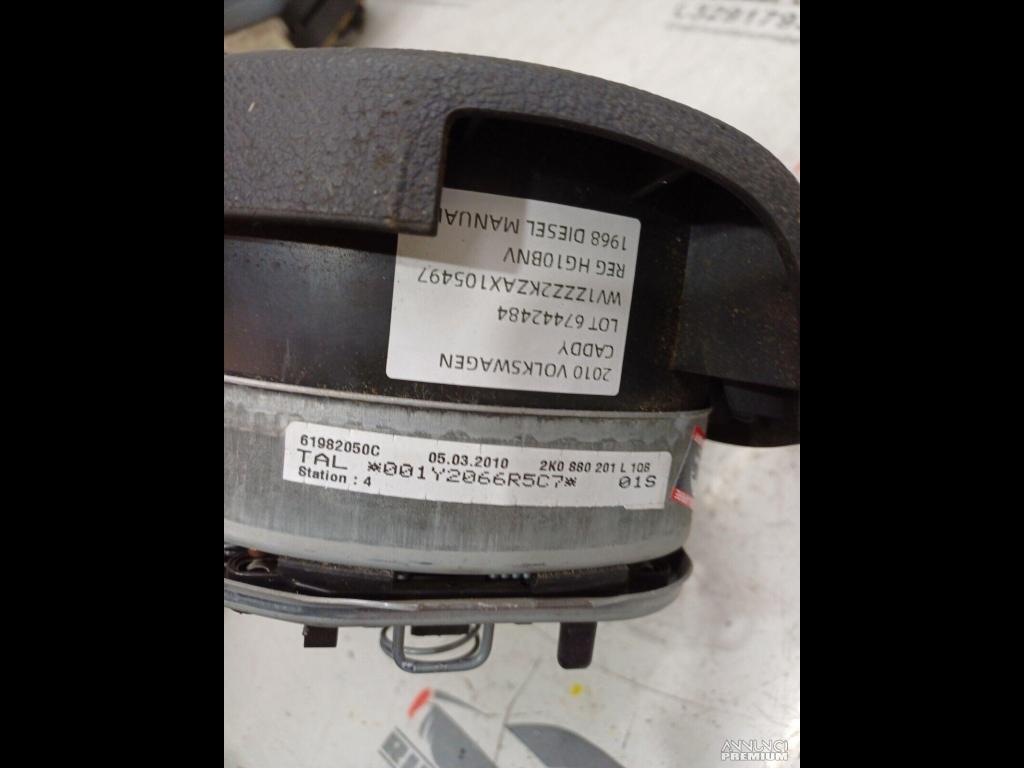 L3291793
2010 VOLKSWAGEN
CADDY
LOT 67442484
WV1ZZZ2KZAX105497
REG HG10BNV
1968 DIESEL MANUAL
61982050C 05.03.2010 2K0 880 201 L 1QB
TAL *001Y2066R5C7* 01S
Station : 4
ANNUNCI
PREMIUM